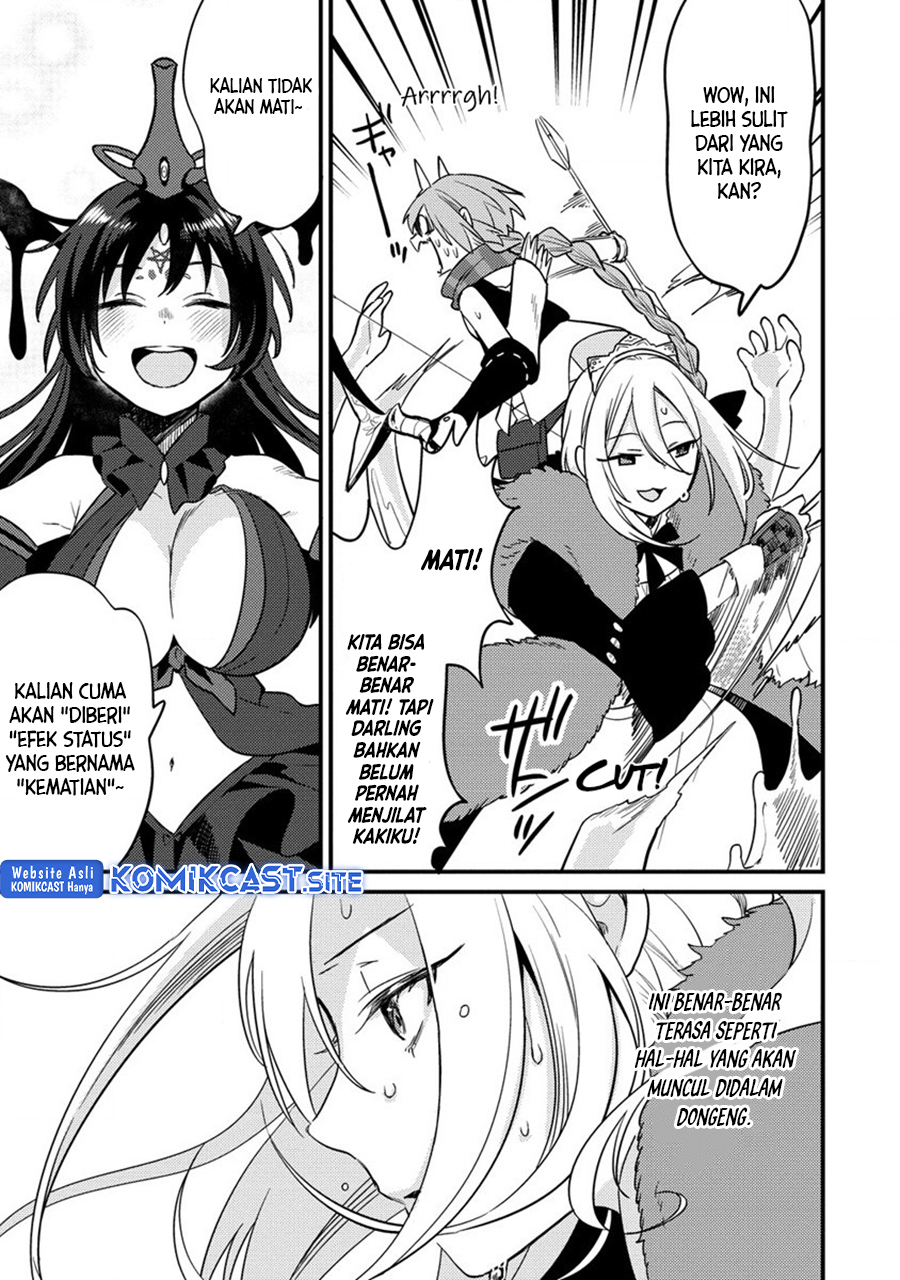 WOW, INI
LEBIH SULIT
DARI YANG
KITA KIRA,
KAN?
Arrrrgh!
ギャー
MATI!
KITA BISA
BENAR-
BENAR
MATI! TAPI
DARLING
BAHKAN
BELUM
PERNAH
MENJILAT
KAKIKU!
CUT!
KALIAN TIDAK
AKAN MATI~
KALIAN CUMA
AKAN "DIBERI"
"EFEK STATUS"
YANG BERNAMA
"KEMATIAN"~
Website Asli
KOMIKCAST Hanya
KOMIKCAST.SITE
INI BENAR-BENAR
TERASA SEPERTI
HAL-HAL YANG AKAN
MUNCUL DIDALAM
DONGENG.